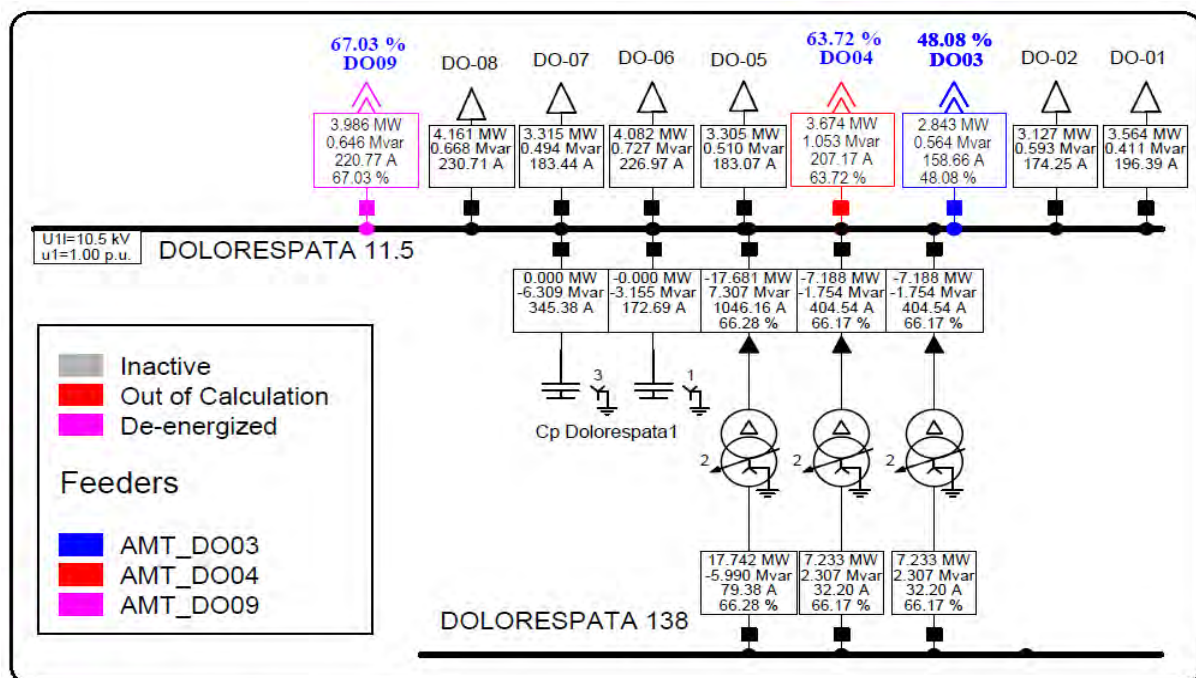 67.03 %
DO09
DO-08
DO-07
DO-06
DO-05
63.72 %
DO04
48.08 %
DO03
DO-02
DO-01
3.986 MW
0.646 Mvar
220.77 A
67.03 %
4.161 MW
0.668 Mvar
230.71 A
3.315 MW
0.494 Mvar
183.44 A
4.082 MW
0.727 Mvar
226.97 A
3.305 MW
0.510 Mvar
183.07 A
3.674 MW
1.053 Mvar
207.17 A
63.72 %
2.843 MW
0.564 Mvar
158.66 A
48.08 %
3.127 MW
0.593 Mvar
174.25 A
3.564 MW
0.411 Mvar
196.39 A
U1l=10.5 kV
u1=1.00 p.u.
DOLORESPATA 11.5
0.000 MW
-6.309 Mvar
345.38 A
-0.000 MW
-3.155 Mvar
172.69 A
-17.681 MW
7.307 Mvar
1046.16 A
66.28 %
-7.188 MW
-1.754 Mvar
404.54 A
66.17 %
-7.188 MW
-1.754 Mvar
404.54 A
66.17 %
3
1
Cp Dolorespata1
2
2
2
Inactive
Out of Calculation
De-energized
Feeders
AMT_DO03
AMT_DO04
AMT_DO09
17.742 MW
-5.990 Mvar
79.38 A
66.28 %
7.233 MW
2.307 Mvar
32.20 A
66.17 %
7.233 MW
2.307 Mvar
32.20 A
66.17 %
DOLORESPATA 138